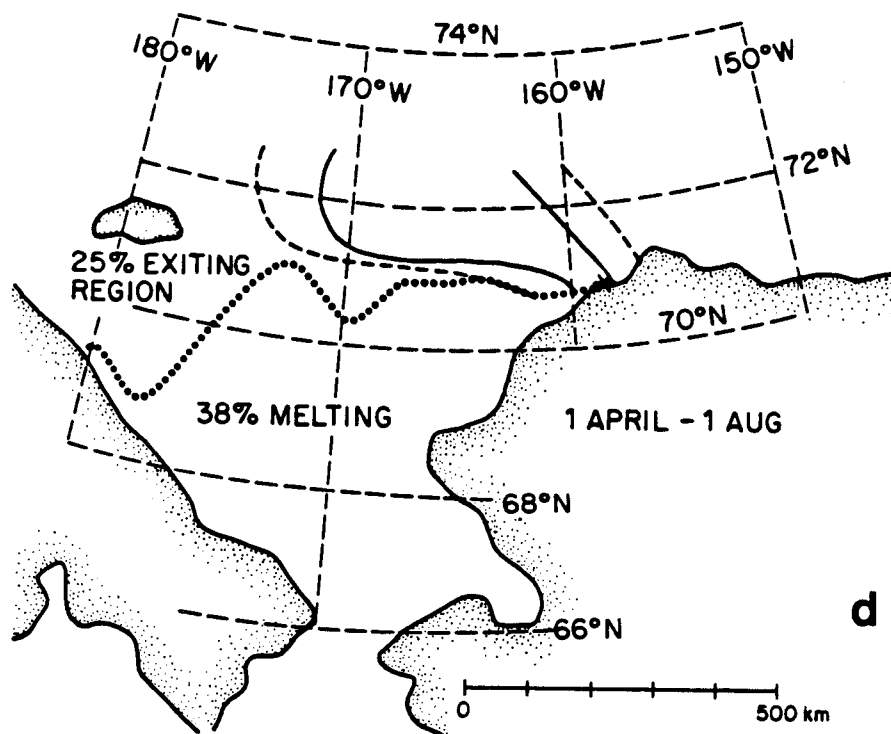 74°N
180°W
170°W
160°W
150°W
72°N
25% EXITING
REGION
70°N
38% MELTING
1 APRIL - 1 AUG
68°N
66°N
d
0
500 km